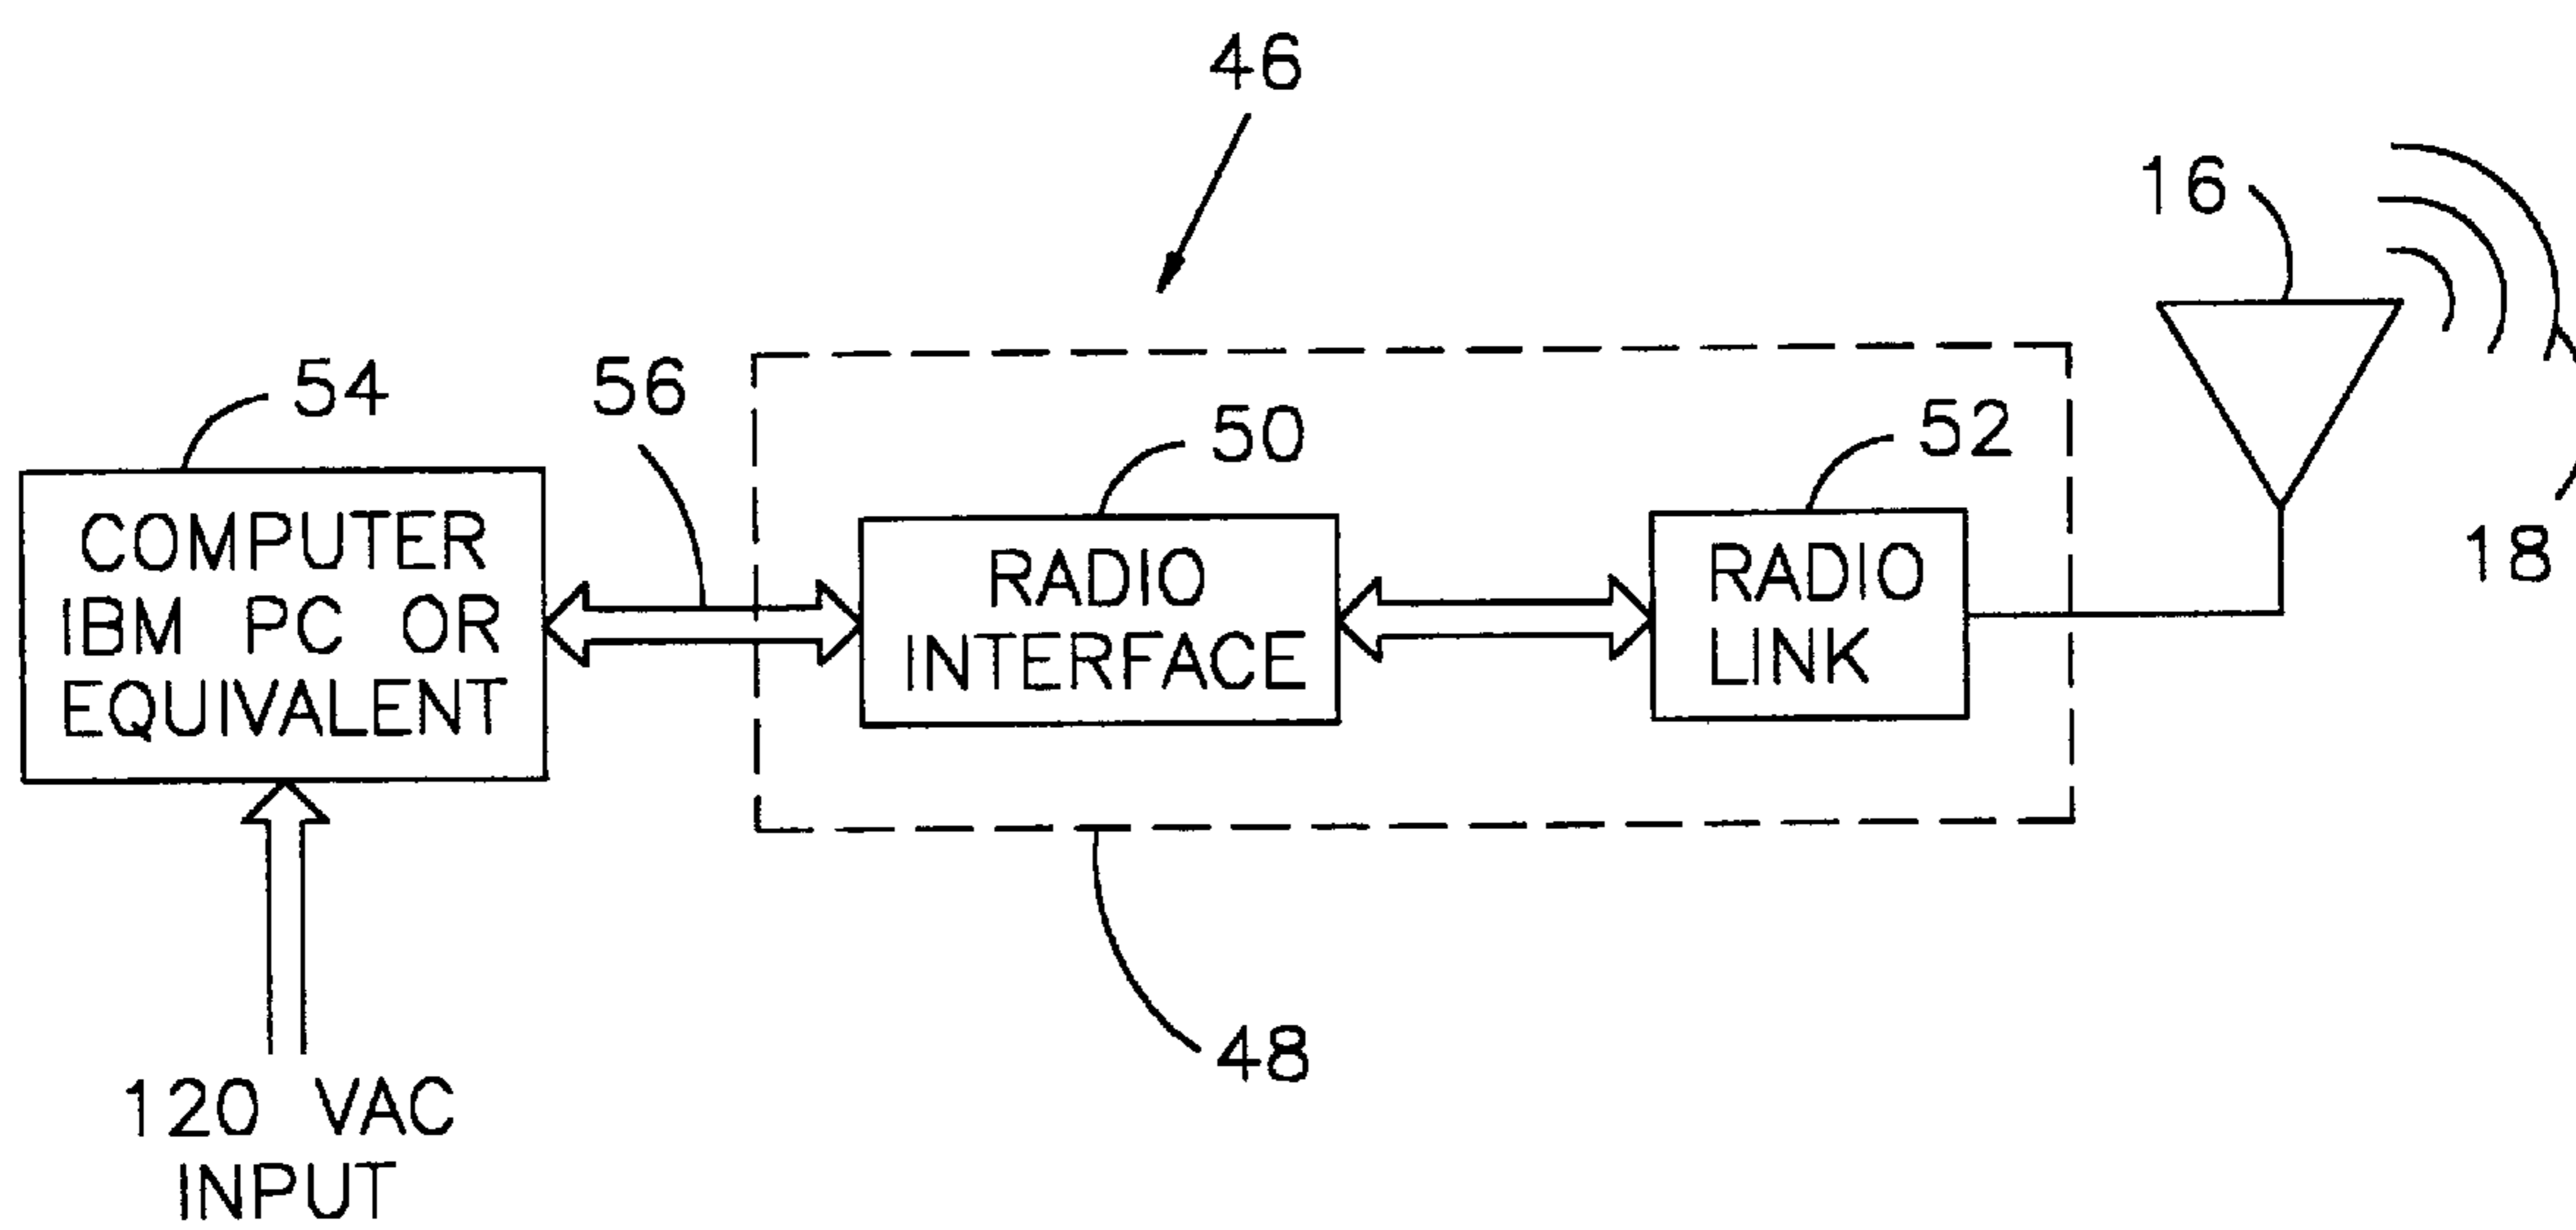 46
16
54
56
50
52
18
COMPUTER
IBM PC OR
EQUIVALENT
RADIO
INTERFACE
RADIO
LINK
48
120 VAC
INPUT